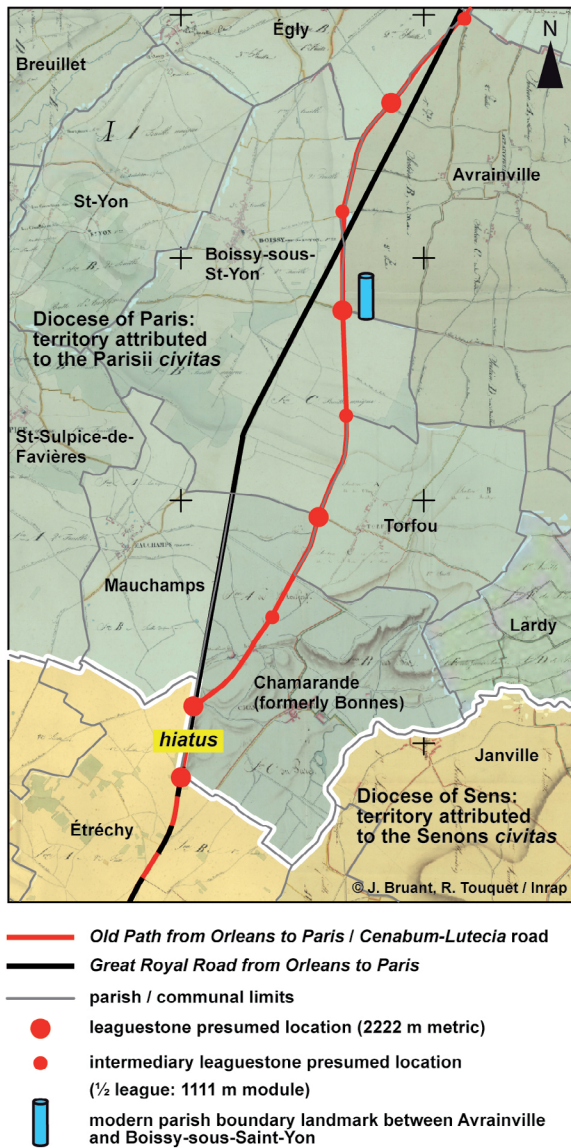 Égly
N
Breuillet
I
Avrainville
St-Yon
Boissy-sous-
St-Yon
Diocese of Paris:
territory attributed
to the Parisii civitas
St-Sulpice-de-
Favières
Torfou
Mauchamps
Lardy
Chamarande
(formerly Bonnes)
hiatus
Janville
Diocese of Sens:
territory attributed
to the Senons civitas
Étréchy
© J. Bruant, R. Touquet / Inrap
Old Path from Orleans to Paris / Cenabum-Lutecia road
Great Royal Road from Orleans to Paris
parish / communal limits
leaguestone presumed location (2222 m metric)
intermediary leaguestone presumed location
(½ league: 1111 m module)
modern parish boundary landmark between Avrainville
and Boissy-sous-Saint-Yon